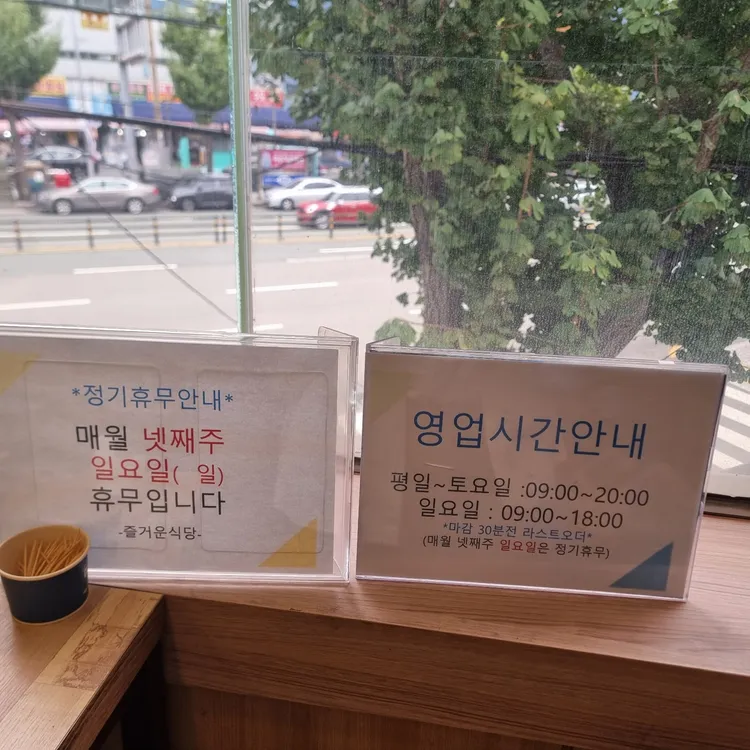 *정기휴무안내*
매월 넷째주
일요일( 일)
휴무입니다
-즐거운식당-
영업시간안내
평일~토요일 :09:00~20:00
일요일 : 09:00~18:00
*마감 30분전 라스트오더*
(매월 넷째주 일요일은 정기휴무)